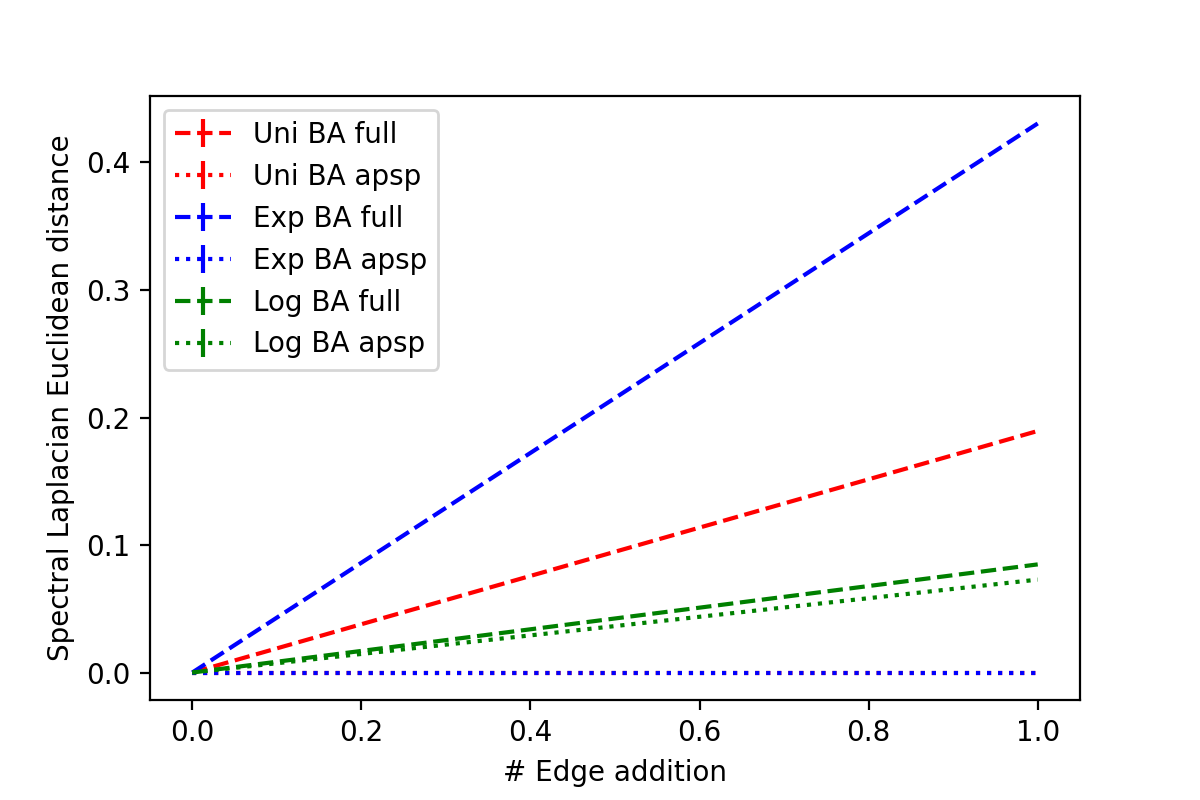 Uni BA full
Uni BA apsp
Exp BA full
Exp BA apsp
Log BA full
Log BA apsp
Spectral Laplacian Euclidean distance
0.4
0.3
0.2
0.1
0.0
0.0 0.2 0.4 0.6 0.8 1.0
# Edge addition